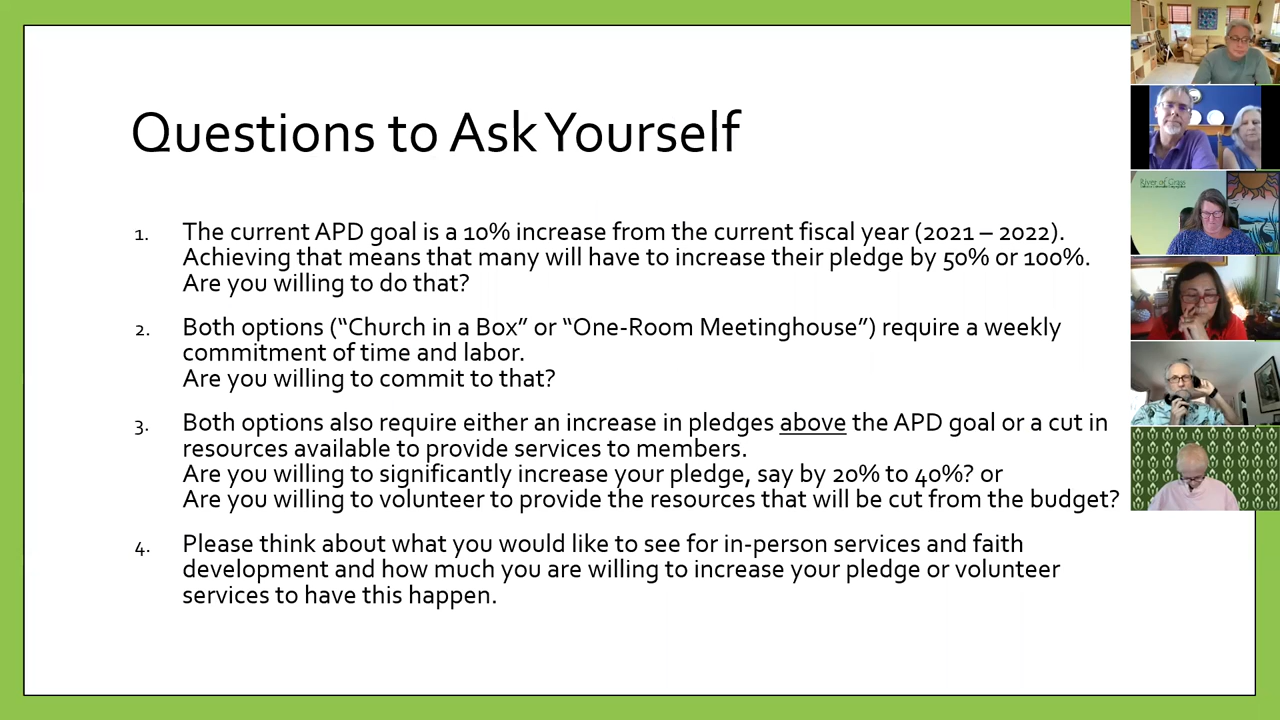 Questions to Ask Yourself
1. The current APD goal is a 10% increase from the current fiscal year (2021 – 2022).
Achieving that means that many will have to increase their pledge by 50% or 100%.
Are you willing to do that?
2. Both options (“Church in a Box” or “One-Room Meetinghouse”) require a weekly
commitment of time and labor.
Are you willing to commit to that?
3. Both options also require either an increase in pledges above the APD goal or a cut in
resources available to provide services to members.
Are you willing to significantly increase your pledge, say by 20% to 40%? or
Are you willing to volunteer to provide the resources that will be cut from the budget?
4. Please think about what you would like to see for in-person services and faith
development and how much you are willing to increase your pledge or volunteer
services to have this happen.
River of Grass